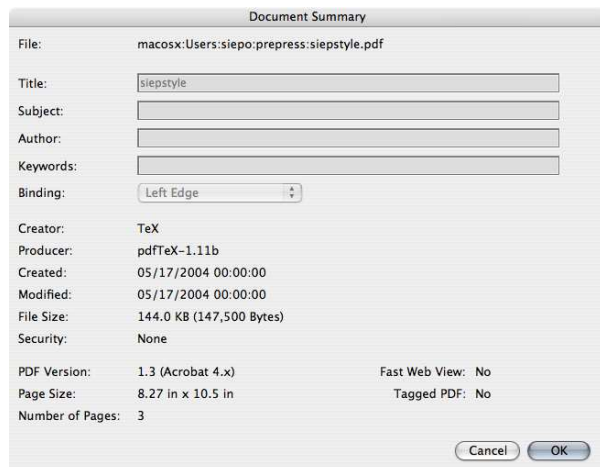 Document Summary
File: macosx:Users:siepo:prepress:siepstyle.pdf
Title: siepstyle
Subject:
Author:
Keywords:
Binding: Left Edge
Creator: TeX
Producer: pdfTeX-1.11b
Created: 05/17/2004 00:00:00
Modified: 05/17/2004 00:00:00
File Size: 144.0 KB (147,500 Bytes)
Security: None
PDF Version: 1.3 (Acrobat 4.x) Fast Web View: No
Page Size: 8.27 in x 10.5 in Tagged PDF: No
Number of Pages: 3
Cancel OK